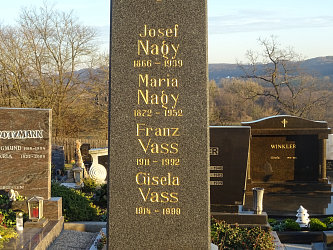 Josef
Nagy
1866 - 1939
Maria
Nagy
1872 - 1952
Franz
Vass
1911 - 1992
Gisela
Vass
WINKLER